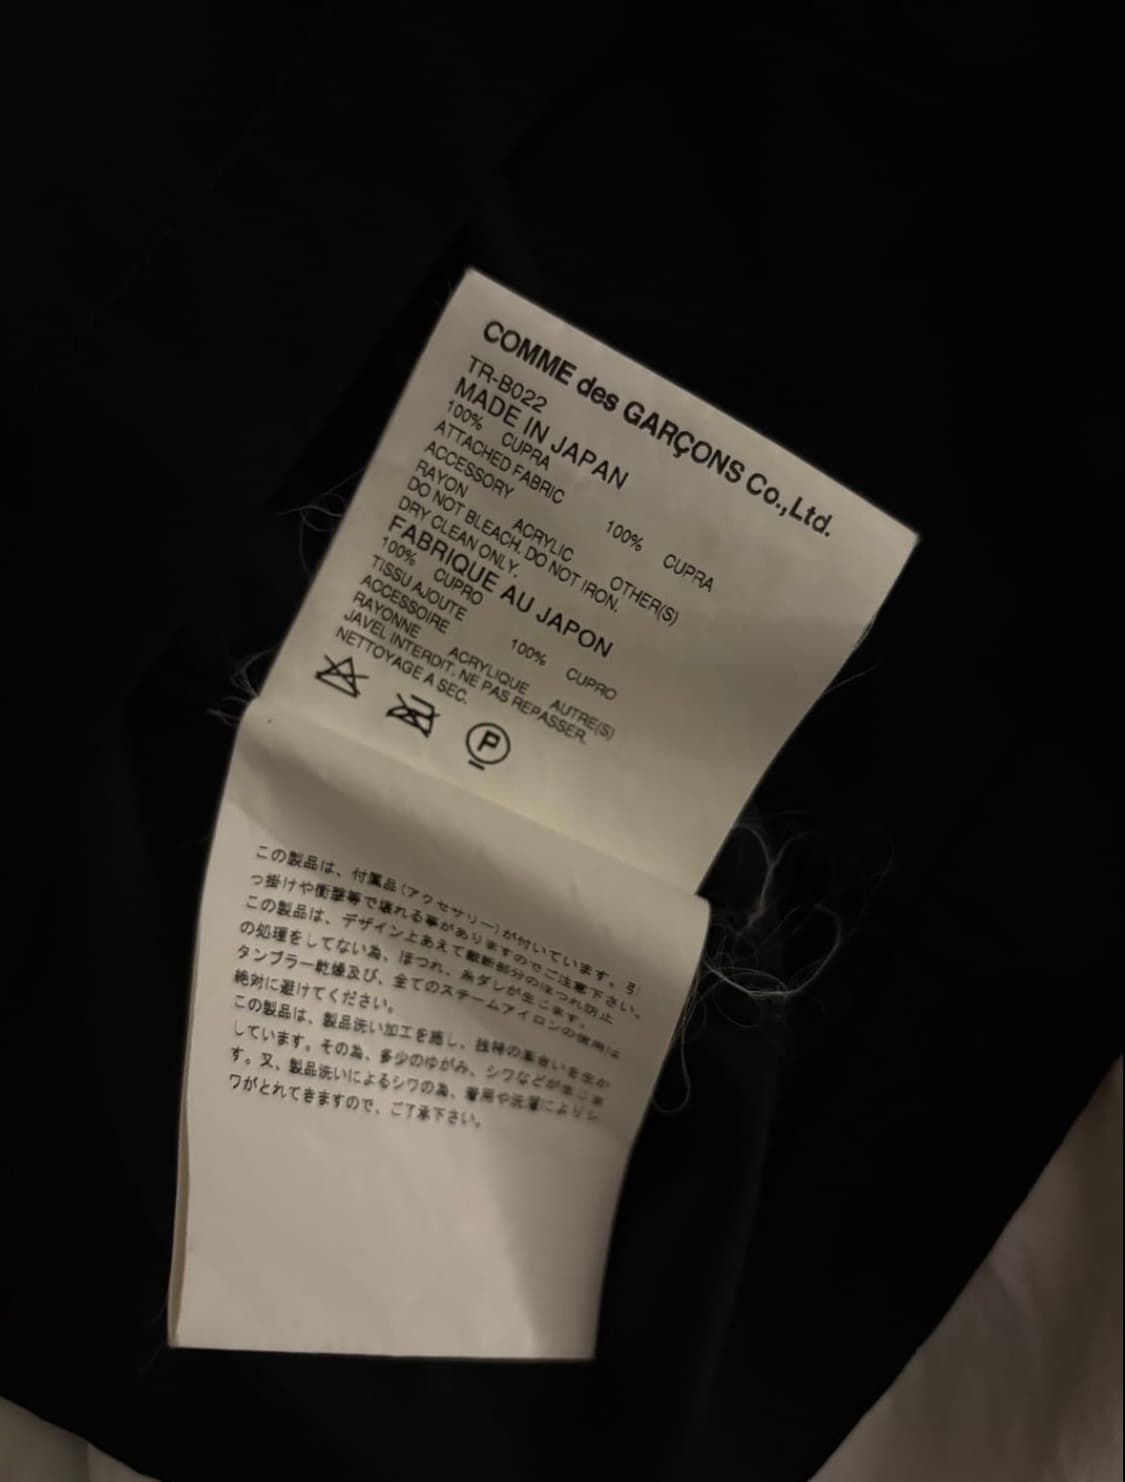 COMME des GARÇONS Co.,Ltd.
TR-B022
MADE IN JAPAN
100% CUPRA
ATTACHED FABRIC 100% CUPRA
ACCESSORY
RAYON ACRYLIC OTHER(S)
DO NOT BLEACH. DO NOT IRON.
DRY CLEAN ONLY.
FABRIQUE AU JAPON
100% CUPRO
TISSU AJOUTE 100% CUPRO
ACCESSOIRE
RAYONNE ACRYLIQUE AUTRE(S)
JAVEL INTERDIT. NE PAS REPASSER.
NETTOYAGE A SEC.
P
この製品は、付属品(アクセサリー)が付いています。引
っ掛けや衝撃等で壊れる事がありますのでご注意下さい。
この製品は、デザイン上あえて裁断部分のほつれ防止
の処理をしてない為、ほつれ、糸ダレが生じます。
タンブラー乾燥及び、全てのスチームアイロンの使用は
絶対に避けてください。
この製品は、製品洗い加工を施し、独特の風合いを生か
しています。その為、多少のゆがみ、シワなどが生じま
す。又、製品洗いによるシワの為、着用や洗濯によりシ
ワがとれてきますので、ご了承下さい。